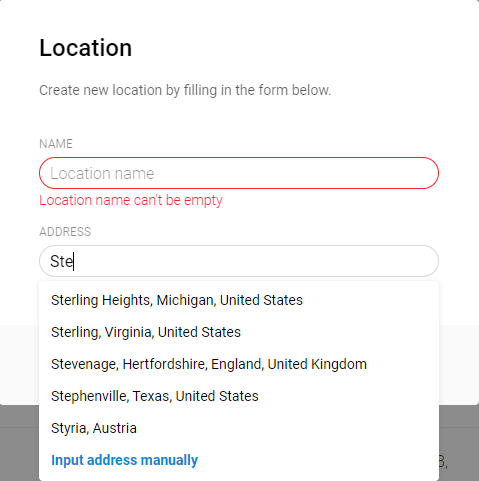 Location
Create new location by filling in the form below.
NAME
Location name
Location name can't be empty
ADDRESS
Ste
Sterling Heights, Michigan, United States
Sterling, Virginia, United States
Stevenage, Hertfordshire, England, United Kingdom
Stephenville, Texas, United States
Styria, Austria
Input address manually